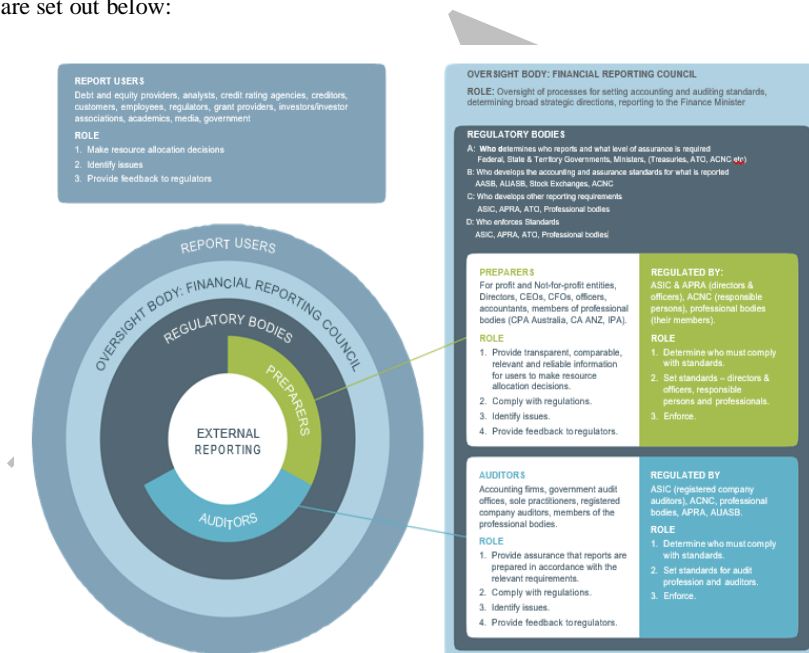 are set out below:
REPORT USERS
Debt and equity providers, analysts, credit rating agencies, creditors,
customers, employees, regulators, grant providers, investors/investor
associations, academics, media, government
ROLE
1. Make resource allocation decisions
2. Identify issues
3. Provide feedback to regulators
REPORT USERS
OVERSIGHT BODY: FINANCIAL REPORTING COUNCIL
REGULATORY BODIES
PREPARERS
EXTERNAL
REPORTING
AUDITORS
OVERSIGHT BODY: FINANCIAL REPORTING COUNCIL
ROLE: Oversight of processes for setting accounting and auditing standards,
determining broad strategic directions, reporting to the Finance Minister
REGULATORY BODIES
A: Who determines who reports and what level of assurance is required
Federal, State & Territory Governments, Ministers, (Treasuries, ATO, ACNC etc)
B: Who develops the accounting and assurance standards for what is reported
AASB, AUASB, Stock Exchanges, ACNC
C: Who develops other reporting requirements
ASIC, APRA, ATO, Professional bodies
D: Who enforces Standards
ASIC, APRA, ATO, Professional bodies
PREPARERS
For profit and Not-for-profit entities,
Directors, CEOs, CFOs, officers,
accountants, members of professional
bodies (CPA Australia, CA ANZ, IPA).
ROLE
1. Provide transparent, comparable,
relevant and reliable information
for users to make resource
allocation decisions.
2. Comply with regulations.
3. Identify issues.
4. Provide feedback to regulators.
REGULATED BY:
ASIC & APRA (directors &
officers), ACNC (responsible
persons), professional bodies
(their members).
ROLE
1. Determine who must comply
with standards.
2. Set standards – directors &
officers, responsible
persons and professionals.
3. Enforce.
AUDITORS
Accounting firms, government audit
offices, sole practitioners, registered
company auditors, members of the
professional bodies.
ROLE
1. Provide assurance that reports are
prepared in accordance with the
relevant requirements.
2. Comply with regulations.
3. Identify issues.
4. Provide feedback to regulators.
REGULATED BY
ASIC (registered company
auditors), ACNC, professional
bodies, APRA, AUASB.
ROLE
1. Determine who must comply
with standards.
2. Set standards for audit
profession and auditors.
3. Enforce.